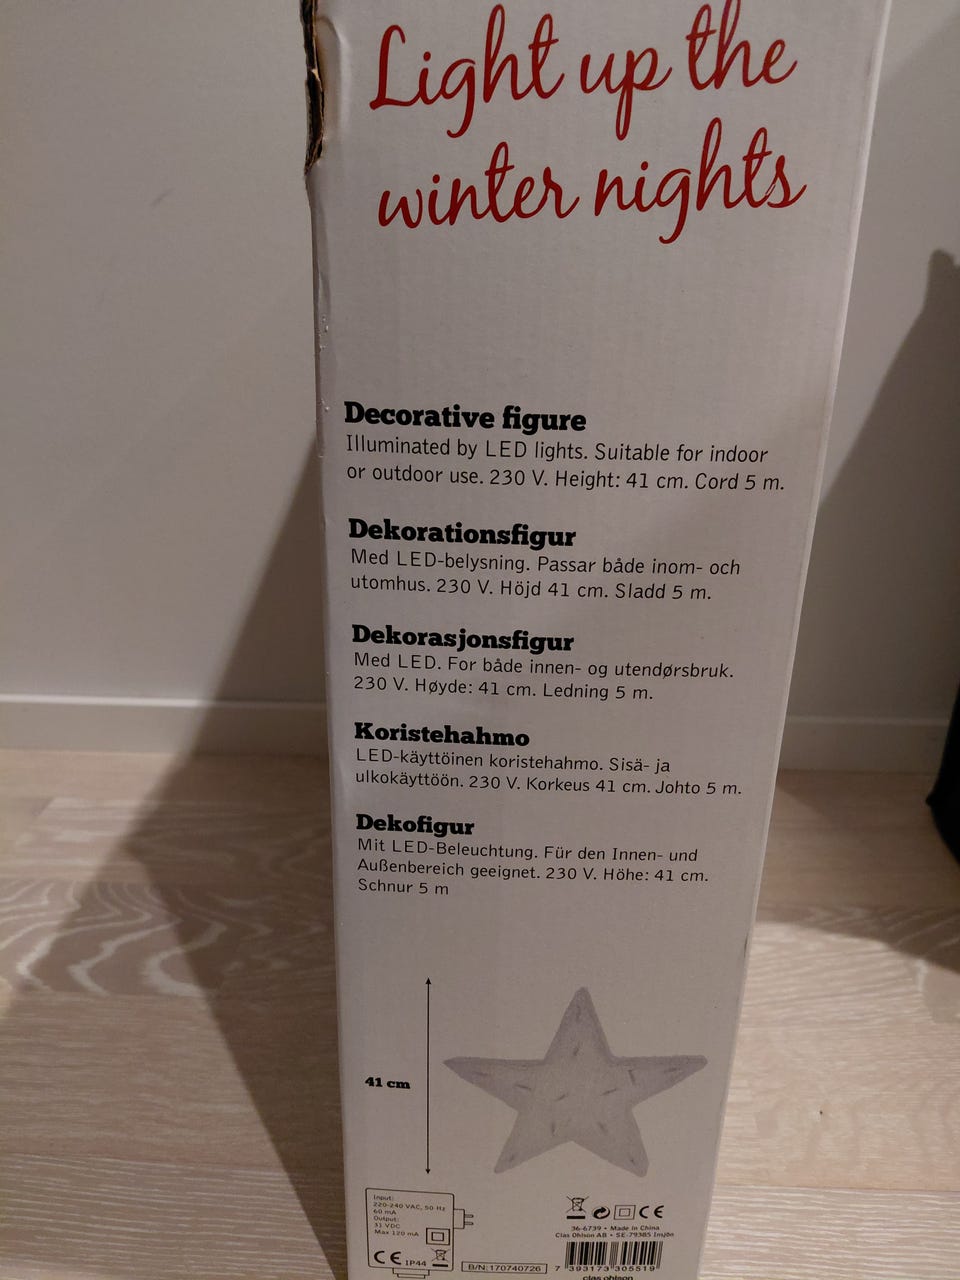 Light up the
winter nights
Decorative figure
Illuminated by LED lights. Suitable for indoor
or outdoor use. 230 V. Height: 41 cm. Cord 5 m.
Dekorationsfigur
Med LED-belysning. Passar både inom- och
utomhus. 230 V. Höjd 41 cm. Sladd 5 m.
Dekorasjonsfigur
Med LED. For både innen- og utendørsbruk.
230 V. Høyde: 41 cm. Ledning 5 m.
Koristehahmo
LED-käyttöinen koristehahmo. Sisä- ja
ulkokäyttöön. 230 V. Korkeus 41 cm. Johto 5 m.
Dekofigur
Mit LED-Beleuchtung. Für den Innen- und
Außenbereich geeignet. 230 V. Höhe: 41 cm.
Schnur 5 m
41 cm
Input:
220-240 VAC, 50 Hz
60 mA
Output:
31 VDC
Max 120 mA
CE IP44
B/N: 170740726
CE
36-6739 • Made in China
Clas Ohlson AB • SE-79385 Insjön
7 393173 305519
clas ohlson